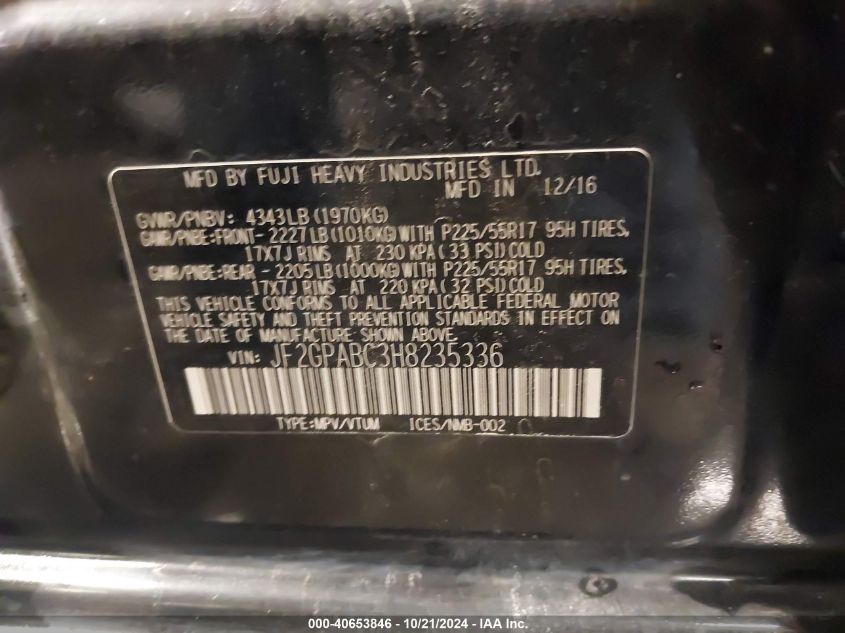 MFD BY FUJI HEAVY INDUSTRIES LTD.
MFD IN 12/16
GVWR/PNBV: 4343LB(1970KG)
GAWR/PNBE:FRONT-2227LB(1010KG)WITH P225/55R17 95H TIRES,
17X7J RIMS AT 230 KPA(33 PSI)COLD
GAWR/PNBE:REAR -2205LB(1000KG)WITH P225/55R17 95H TIRES,
17X7J RIMS AT 220 KPA(32 PSI)COLD
THIS VEHICLE CONFORMS TO ALL APPLICABLE FEDERAL MOTOR
VEHICLE SAFETY AND THEFT PREVENTION STANDARDS IN EFFECT ON
THE DATE OF MANUFACTURE SHOWN ABOVE.
VIN: JF2GPABC3H8235336
TYPE:MPV/VTUM ICES/NMB-002
000-40653846 - 10/21/2024 - IAA Inc.